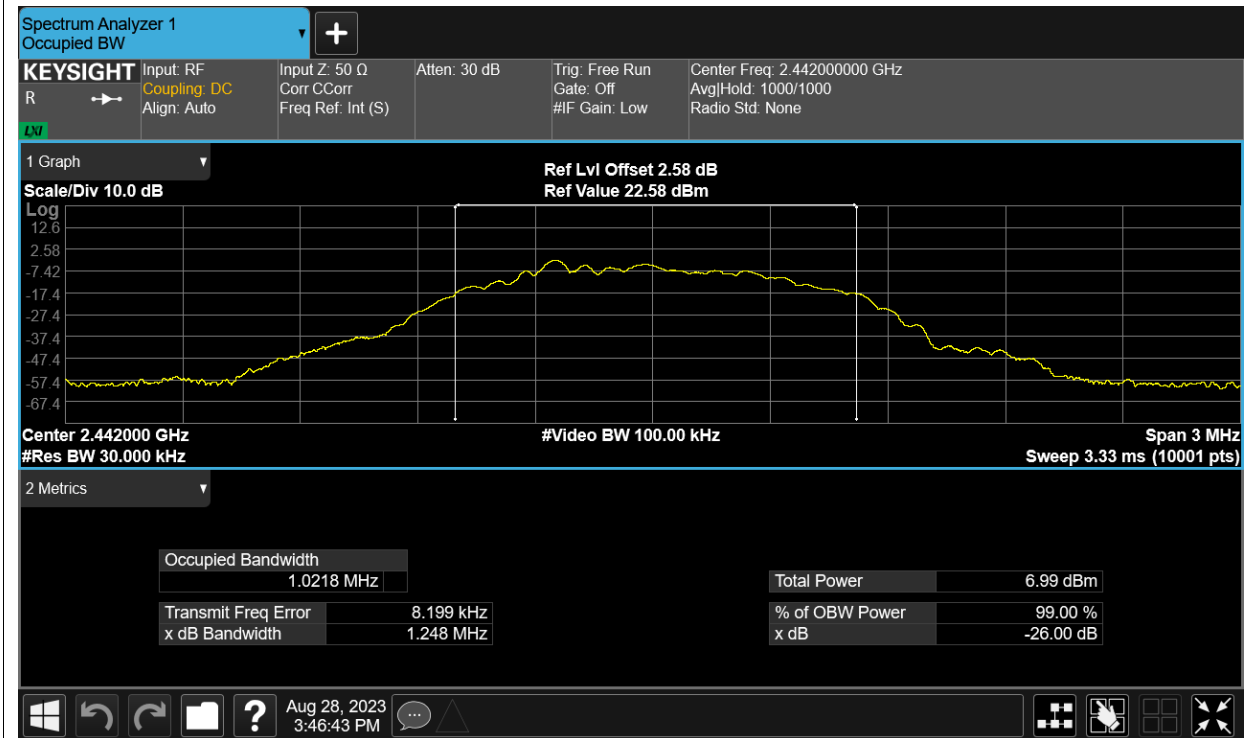 Spectrum Analyzer 1
Occupied BW
KEYSIGHT
R
LXI
Input: RF
Coupling: DC
Align: Auto
Input Z: 50 Ω
Corr CCorr
Freq Ref: Int (S)
Atten: 30 dB
Trig: Free Run
Gate: Off
#IF Gain: Low
Center Freq: 2.442000000 GHz
Avg|Hold: 1000/1000
Radio Std: None
1 Graph
Scale/Div 10.0 dB
Ref Lvl Offset 2.58 dB
Ref Value 22.58 dBm
Log
12.6
2.58
-7.42
-17.4
-27.4
-37.4
-47.4
-57.4
-67.4
Center 2.442000 GHz
#Video BW 100.00 kHz
Span 3 MHz
#Res BW 30.000 kHz
Sweep 3.33 ms (10001 pts)
2 Metrics
Occupied Bandwidth
1.0218 MHz
Total Power 6.99 dBm
Transmit Freq Error 8.199 kHz
% of OBW Power 99.00 %
x dB Bandwidth 1.248 MHz
x dB -26.00 dB
?
Aug 28, 2023
3:46:43 PM